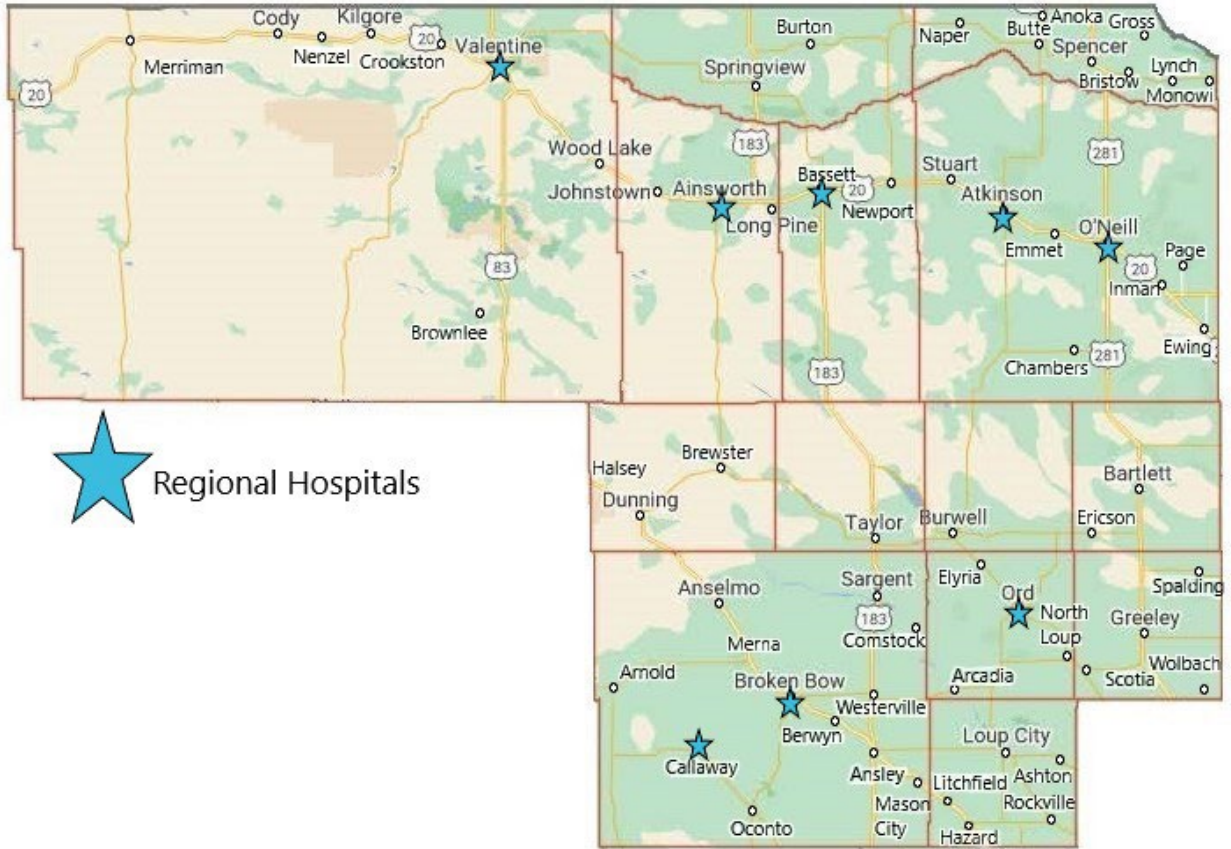 Cody
Kilgore
20
Valentine
Merriman
Nenzel
Crookston
20
Burton
Springview
Naper
Butte
Anoka
Gross
Spencer
Bristow
Lynch
Monowi
Wood Lake
183
281
Johnstown
Ainsworth
Long Pine
Bassett
20
Newport
Stuart
Atkinson
Emmet
O'Neill
20
Page
Inman
Ewing
83
Brownlee
183
Chambers
281
Regional Hospitals
Halsey
Dunning
Brewster
Taylor
Burwell
Bartlett
Ericson
Anselmo
Sargent
183
Comstock
Elyria
Ord
North
Loup
Spalding
Greeley
Merna
Arnold
Broken Bow
Westerville
Berwyn
Arcadia
Scotia
Wolbach
Callaway
Ansley
Mason
City
Oconto
Loup City
Litchfield
Ashton
Rockville
Hazard